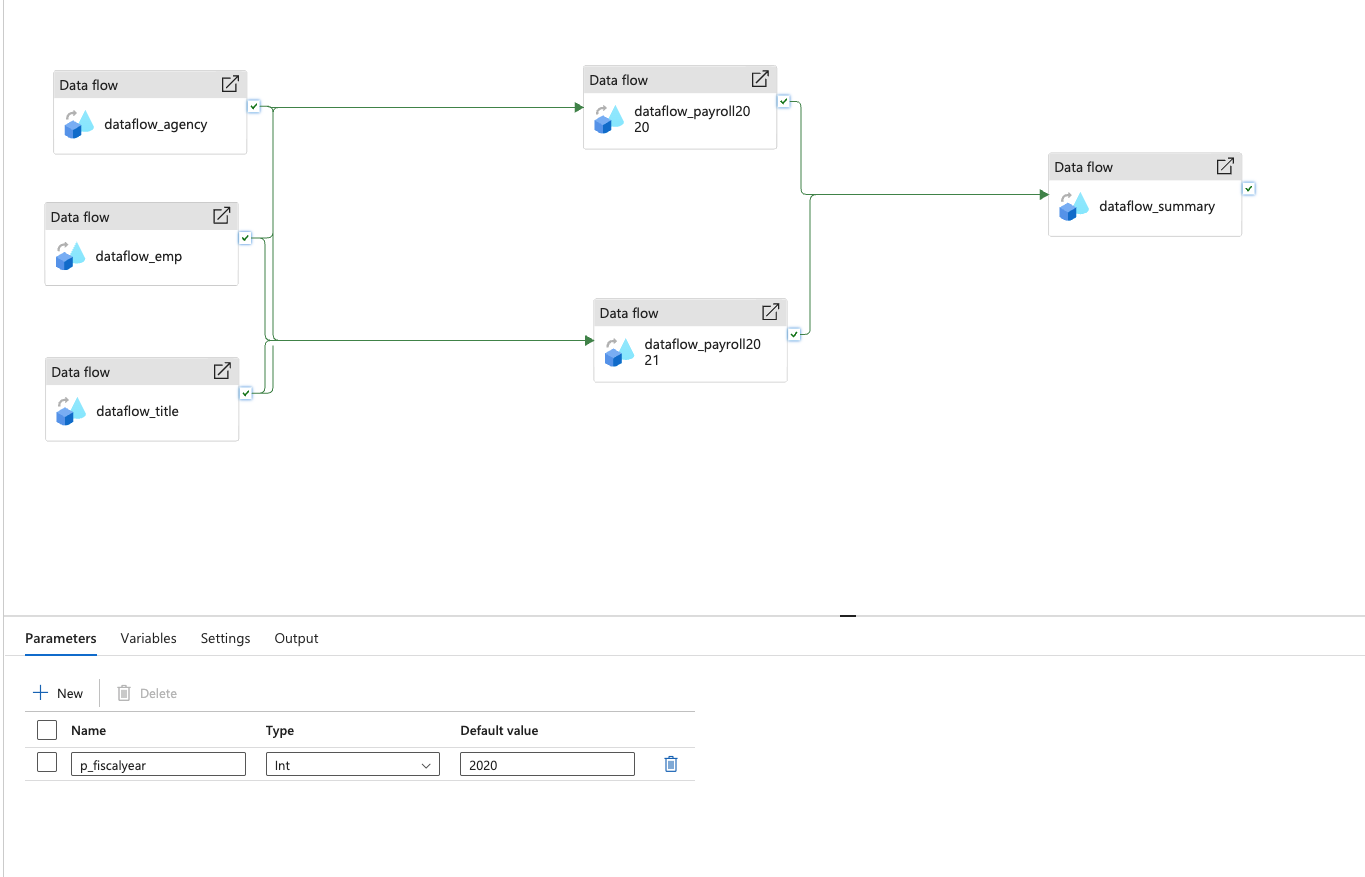 Data flow
dataflow_agency
Data flow
dataflow_emp
Data flow
dataflow_title
Data flow
dataflow_payroll20
20
Data flow
dataflow_payroll20
21
Data flow
dataflow_summary
Parameters Variables Settings Output
New Delete
Name Type Default value
p_fiscalyear Int 2020